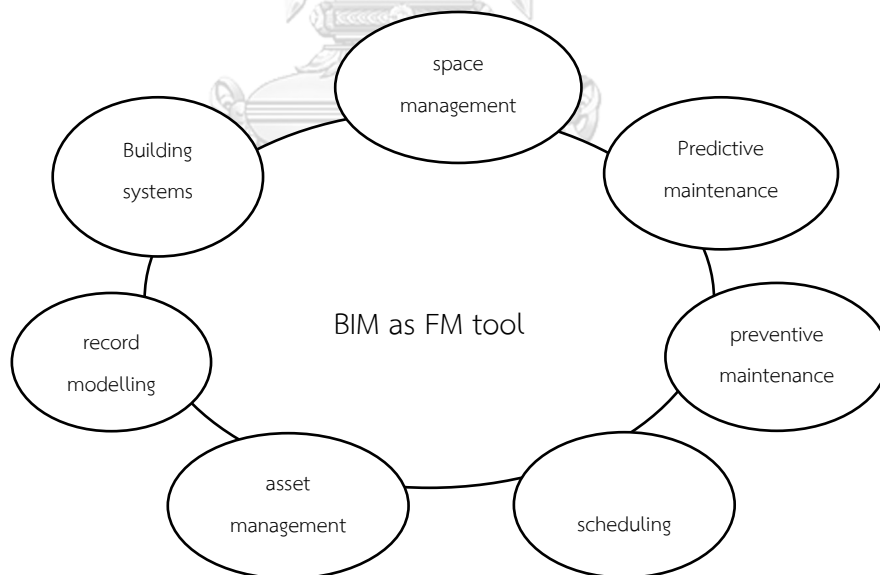 space
management
Predictive
maintenance
preventive
maintenance
scheduling
asset
management
record
modelling
Building
systems
BIM as FM tool